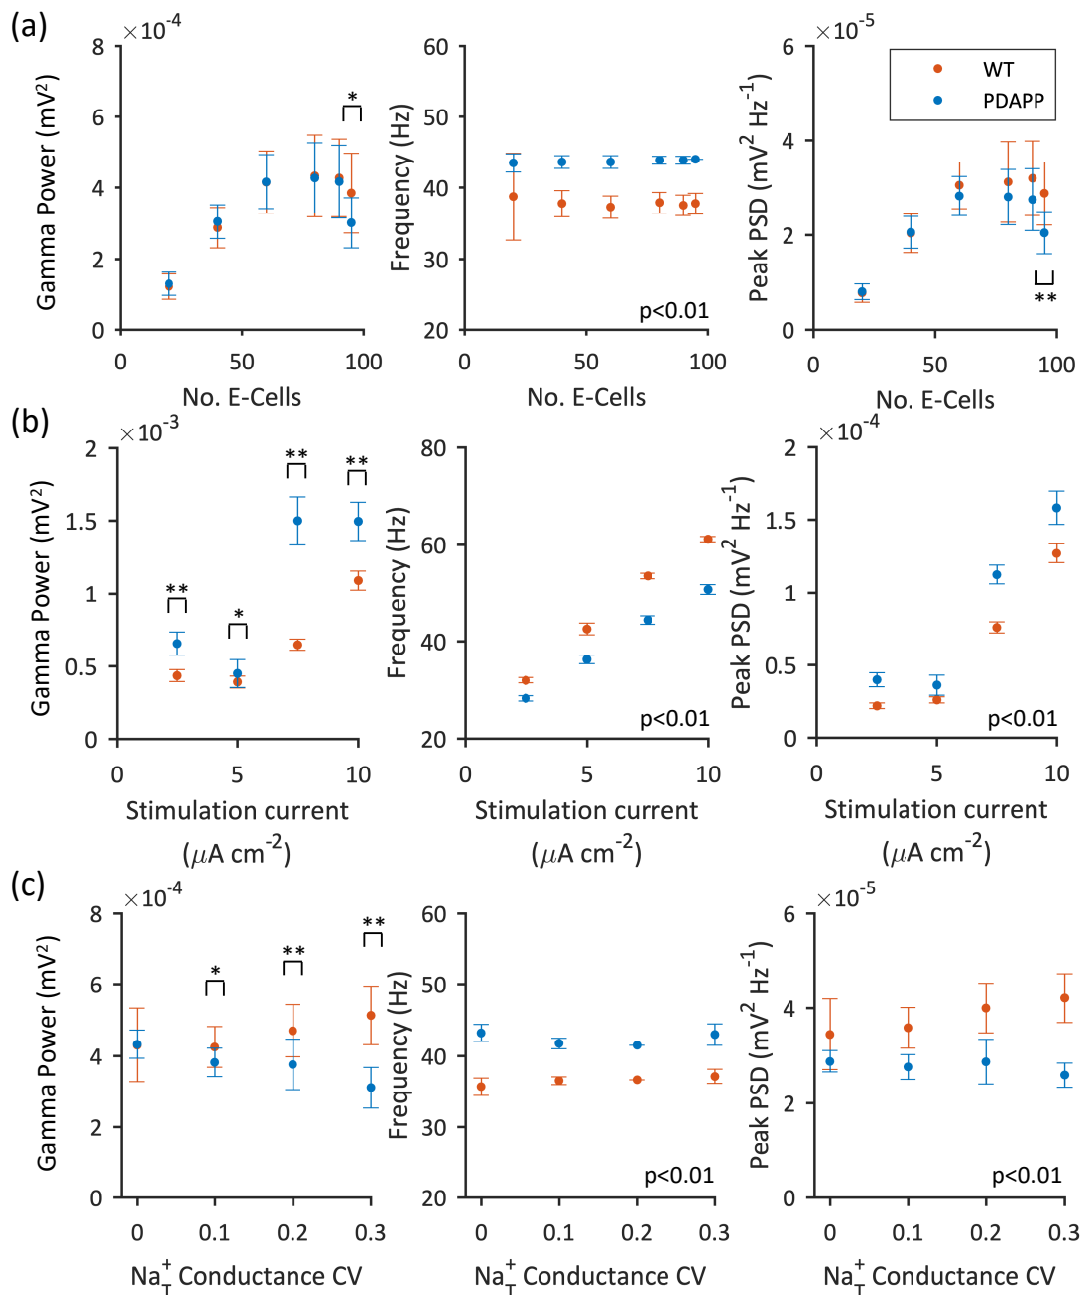 (a)
×10⁻⁴
8
6
4
2
0
0 50 100
Gamma Power (mV²)
No. E-Cells
*
60
50
40
30
20
0 50 100
Frequency (Hz)
No. E-Cells
p<0.01
×10⁻⁵
6
4
2
0
0 50 100
Peak PSD (mV² Hz⁻¹)
No. E-Cells
WT
PDAPP
**
(b)
×10⁻³
2
1.5
1
0.5
0
0 5 10
Gamma Power (mV²)
Stimulation current
(μA cm⁻²)
**
*
**
**
80
60
40
20
0 5 10
Frequency (Hz)
Stimulation current
(μA cm⁻²)
p<0.01
×10⁻⁴
2
1.5
1
0.5
0
0 5 10
Peak PSD (mV² Hz⁻¹)
Stimulation current
(μA cm⁻²)
p<0.01
(c)
×10⁻⁴
8
6
4
2
0
0 0.1 0.2 0.3
Gamma Power (mV²)
Na⁺_T Conductance CV
*
**
**
60
50
40
30
20
0 0.1 0.2 0.3
Frequency (Hz)
Na⁺_T Conductance CV
p<0.01
×10⁻⁵
6
4
2
0
0 0.1 0.2 0.3
Peak PSD (mV² Hz⁻¹)
Na⁺_T Conductance CV
p<0.01